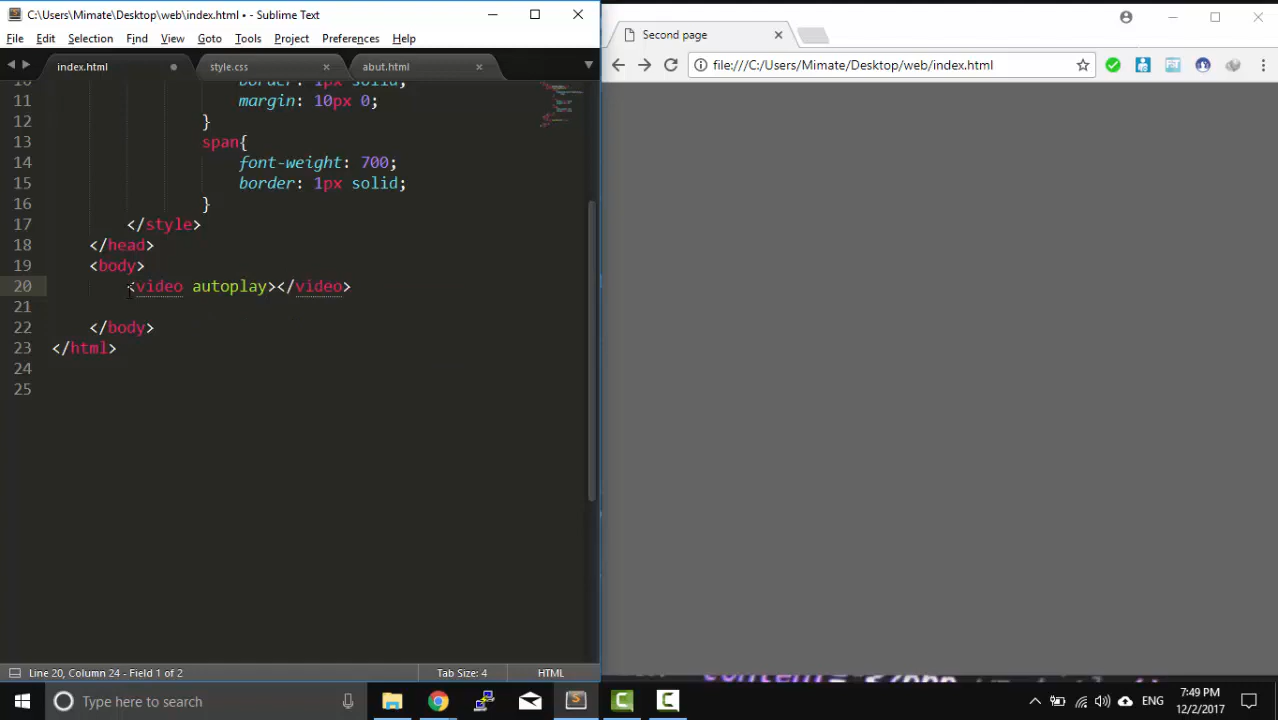 C:\Users\Mimate\Desktop\web\index.html • - Sublime Text
File Edit Selection Find View Goto Tools Project Preferences Help
index.html style.css × abut.html ×
10 border: 1px solid;
11 margin: 10px 0;
12 }
13 span{
14 font-weight: 700;
15 border: 1px solid;
16 }
17 </style>
18 </head>
19 <body>
20 <video autoplay></video>
21
22 </body>
23 </html>
24
25
Line 20, Column 24 - Field 1 of 2 Tab Size: 4 HTML
Second page
file:///C:/Users/Mimate/Desktop/web/index.html
Type here to search
ENG
7:49 PM
12/2/2017